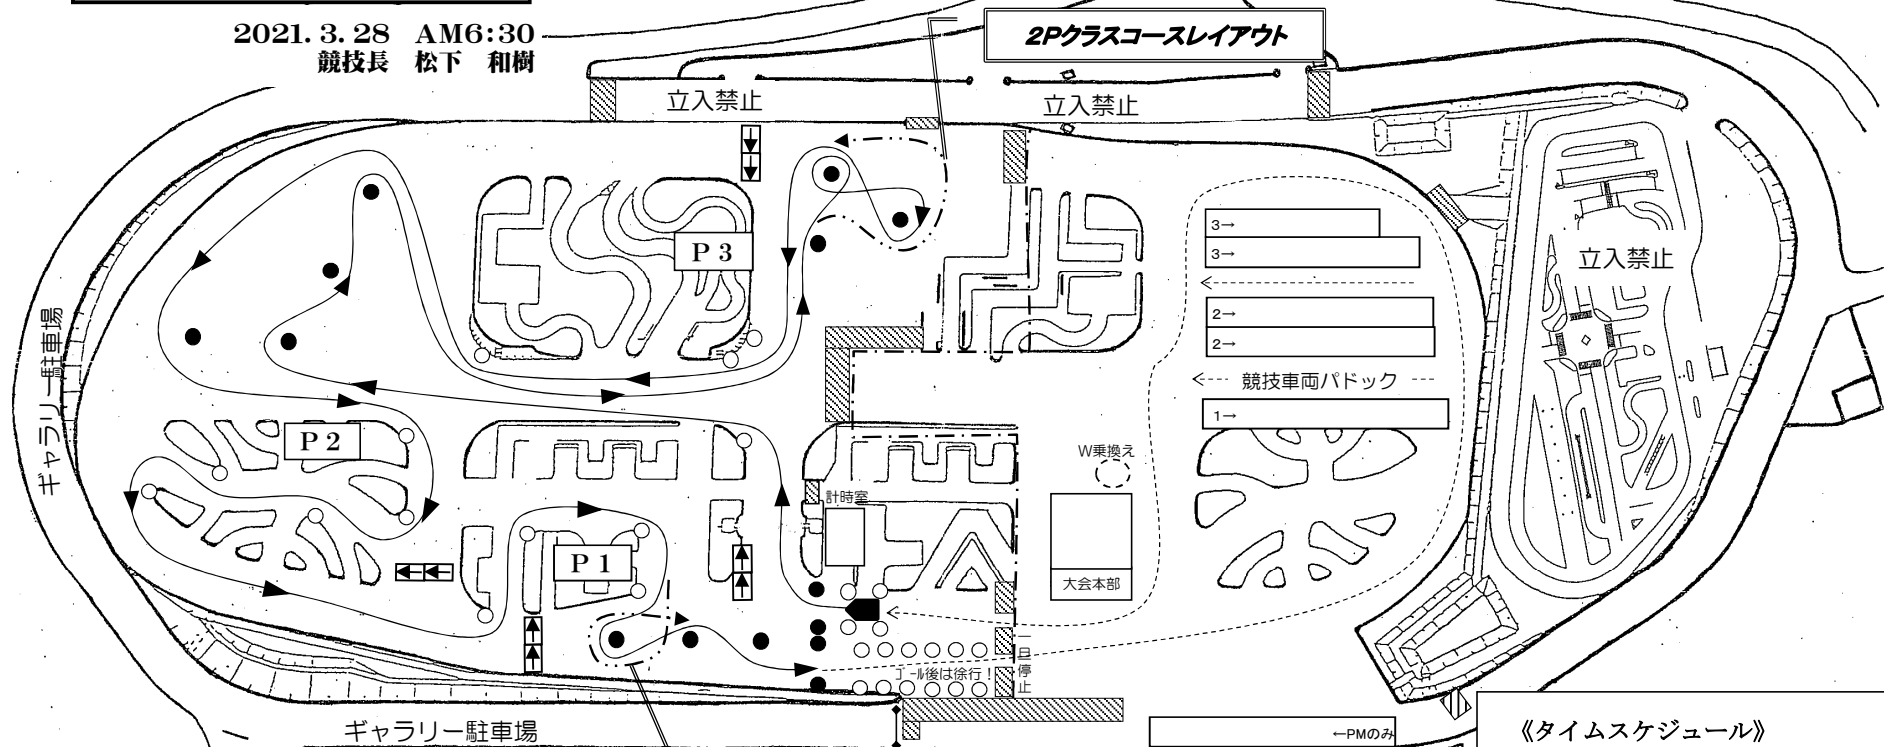 2021. 3. 28　AM6:30
競技長　松下　和樹
2Pクラスコースレイアウト
立入禁止
立入禁止
P 3
3→
3→
立入禁止
2→
2→
ギャラリー駐車場
←---- 競技車両パドック ---
1→
P 2
W乗換え
計時室
P 1
大会本部
一旦停止
ゴール後は徐行！
ギャラリー駐車場
←PMのみ
《タイムスケジュール》